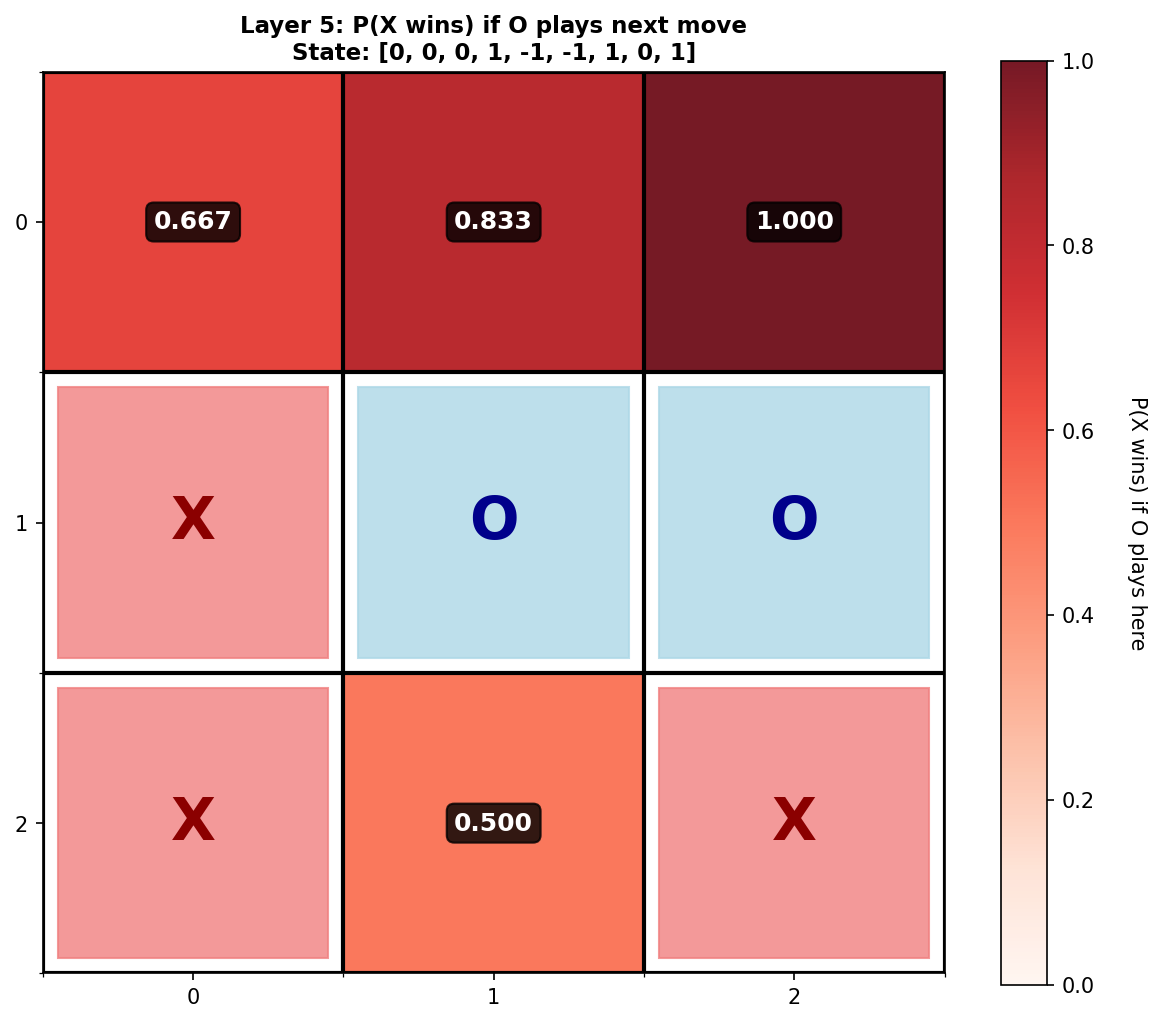 Layer 5: P(X wins) if O plays next move
State: [0, 0, 0, 1, -1, -1, 1, 0, 1]
0
0.667
0.833
1.000
1
X
O
O
2
X
0.500
X
0
1
2
1.0
0.8
0.6
0.4
0.2
0.0
P(X wins) if O plays here